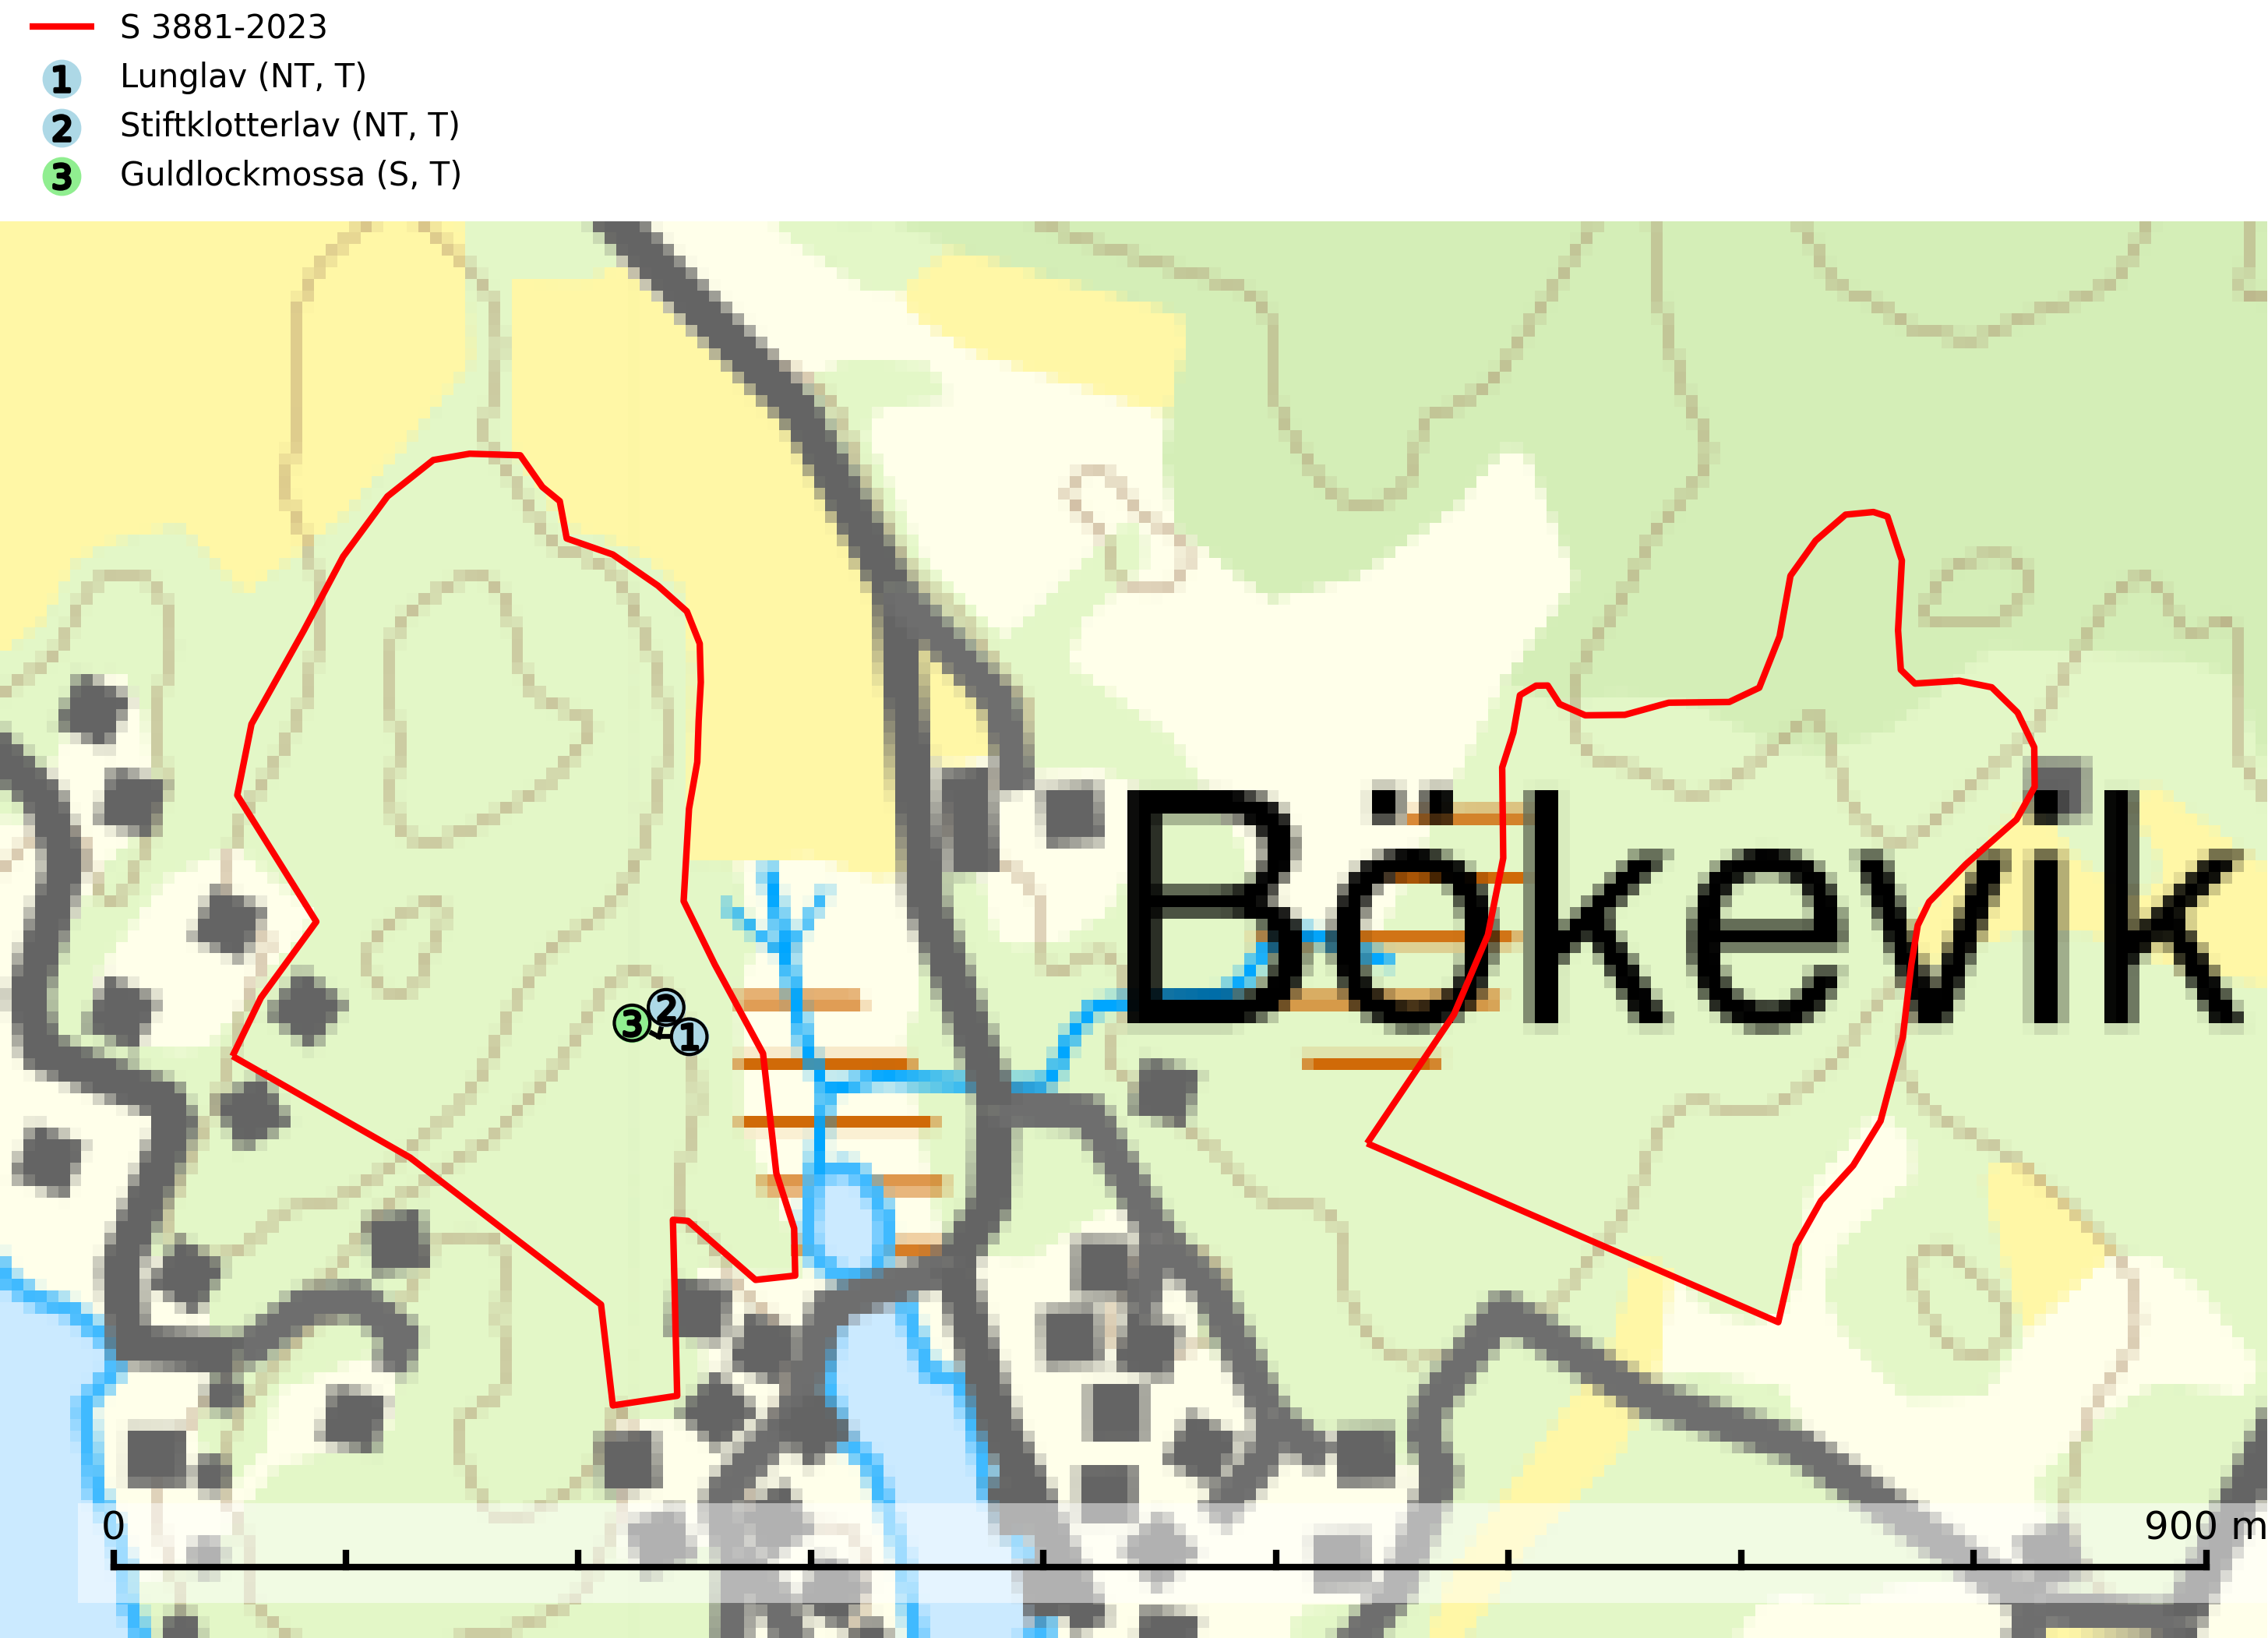 S 3881-2023
1 Lunglav (NT, T)
2 Stiftklotterlav (NT, T)
3 Guldlockmossa (S, T)
Bökevik
3 2 1
0 900 m